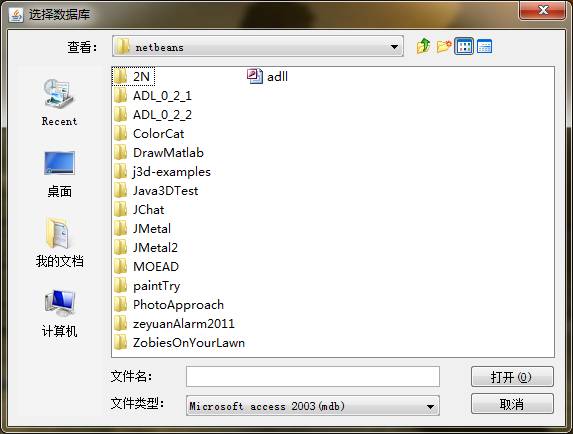 选择数据库
查看：
netbeans
Recent
桌面
我的文档
计算机
2N
ADL_0_2_1
ADL_0_2_2
ColorCat
DrawMatlab
j3d-examples
Java3DTest
JChat
JMetal
JMetal2
MOEAD
paintTry
PhotoApproach
zeyuanAlarm2011
ZobiesOnYourLawn
adll
文件名：
打开(O)
文件类型：
Microsoft access 2003(mdb)
取消